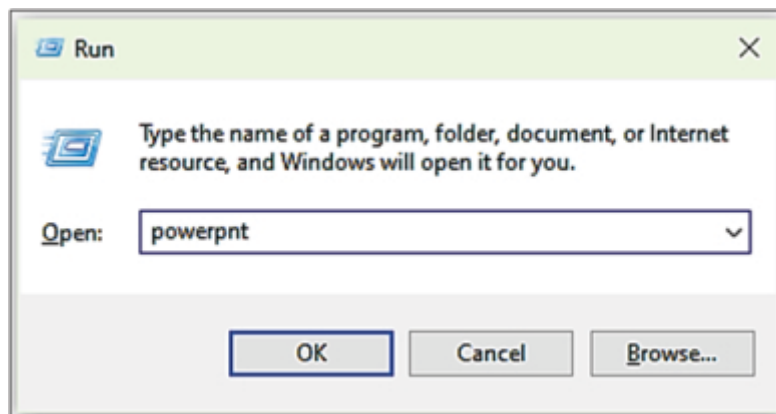 Run
Type the name of a program, folder, document, or Internet
resource, and Windows will open it for you.
Open: powerpnt
OK Cancel Browse...